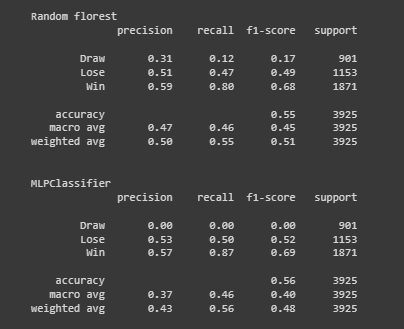 Random florest
precision recall f1-score support
Draw 0.31 0.12 0.17 901
Lose 0.51 0.47 0.49 1153
Win 0.59 0.80 0.68 1871
accuracy 0.55 3925
macro avg 0.47 0.46 0.45 3925
weighted avg 0.50 0.55 0.51 3925
MLPClassifier
precision recall f1-score support
Draw 0.00 0.00 0.00 901
Lose 0.53 0.50 0.52 1153
Win 0.57 0.87 0.69 1871
accuracy 0.56 3925
macro avg 0.37 0.46 0.40 3925
weighted avg 0.43 0.56 0.48 3925